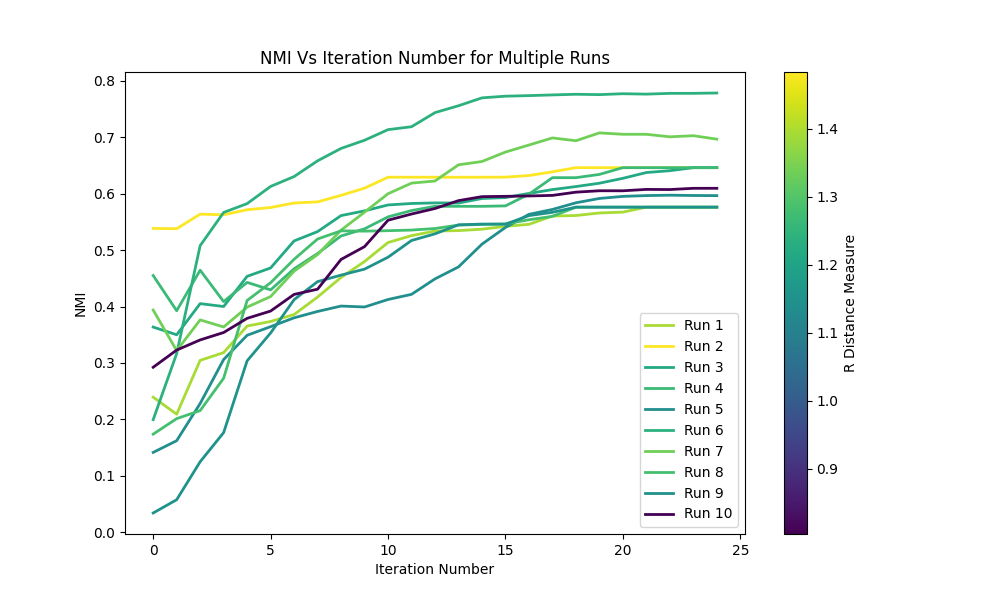 NMI Vs Iteration Number for Multiple Runs
0.8
0.7
0.6
0.5
0.4
0.3
0.2
0.1
0.0
NMI
0
5
10
15
20
25
Iteration Number
Run 1
Run 2
Run 3
Run 4
Run 5
Run 6
Run 7
Run 8
Run 9
Run 10
1.4
1.3
1.2
1.1
1.0
0.9
R Distance Measure